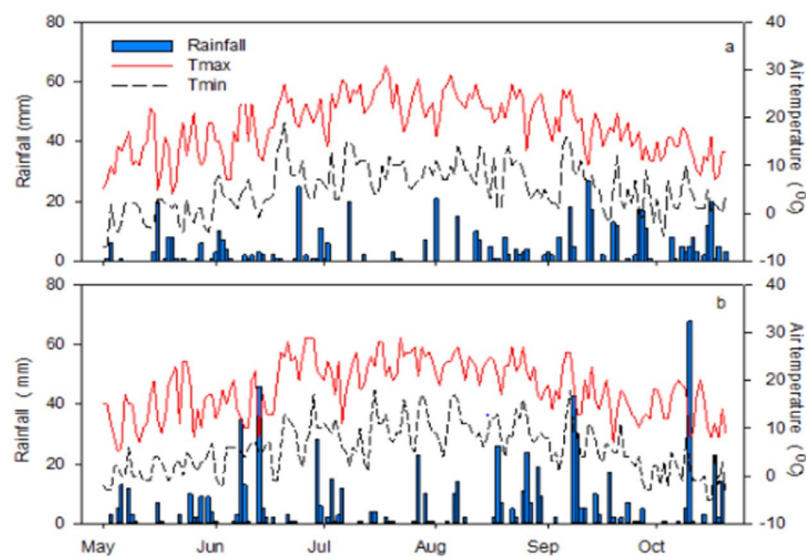 80
60
40
20
0
Rainfall (mm)
Rainfall
Tmax
Tmin
a
40
30
20
10
0
-10
Air temperature (⁰C)
80
60
40
20
0
Rainfall ( mm)
b
40
30
20
10
0
-10
Air temperature (⁰C)
May Jun Jul Aug Sep Oct